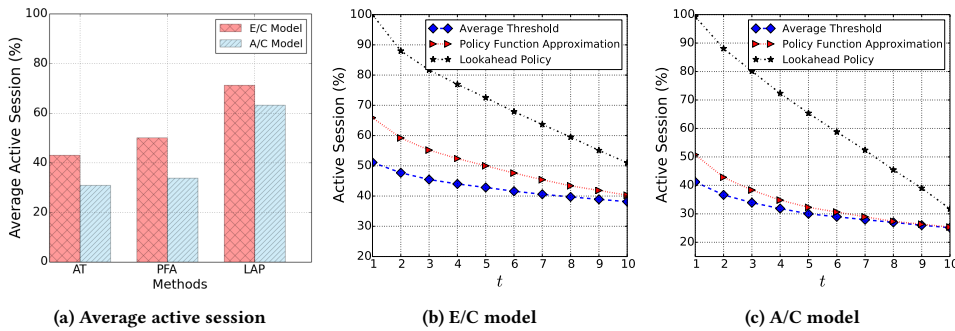 Average Active Session (%)
100
80
60
40
20
0
E/C Model
A/C Model
AT
PFA
LAP
Methods
(a) Average active session
Active Session (%)
100
90
80
70
60
50
40
30
20
Average Threshold
Policy Function Approximation
Lookahead Policy
1 2 3 4 5 6 7 8 9 10
t
(b) E/C model
Active Session (%)
100
90
80
70
60
50
40
30
20
Average Threshold
Policy Function Approximation
Lookahead Policy
1 2 3 4 5 6 7 8 9 10
t
(c) A/C model